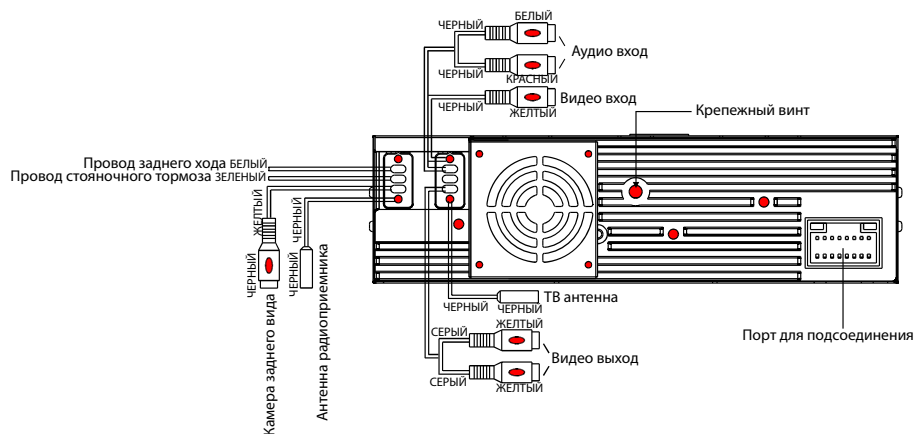 БЕЛЫЙ
ЧЕРНЫЙ
Аудио вход
ЧЕРНЫЙ
КРАСНЫЙ
ЧЕРНЫЙ
Видео вход
ЖЕЛТЫЙ
Крепежный винт
Провод заднего хода БЕЛЫЙ
Провод стояночного тормоза ЗЕЛЕНЫЙ
ЖЕЛТЫЙ
ЧЕРНЫЙ
Камера заднего вида
ЧЕРНЫЙ
ЧЕРНЫЙ
Антенна радиоприемника
ТВ антенна
ЧЕРНЫЙ
ЧЕРНЫЙ
СЕРЫЙ
ЖЕЛТЫЙ
Видео выход
СЕРЫЙ
ЖЕЛТЫЙ
Порт для подсоединения